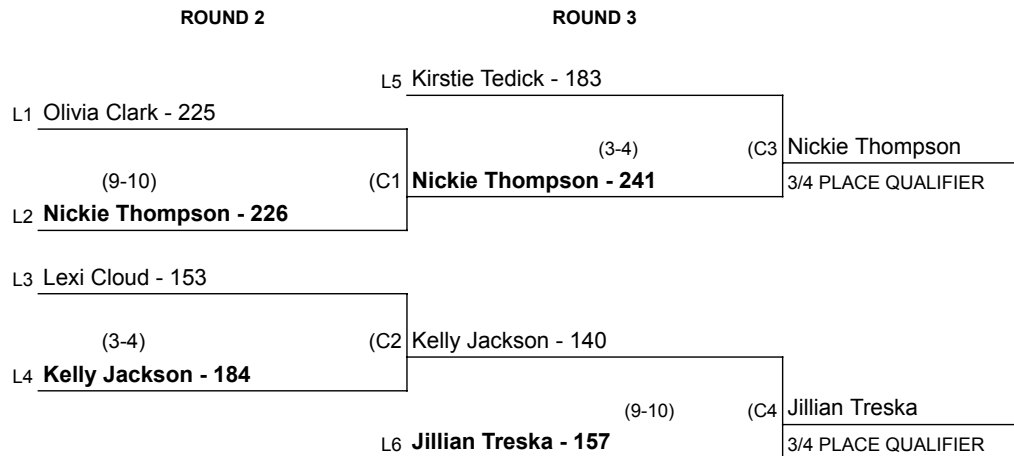 ROUND 2 ROUND 3
L5 Kirstie Tedick - 183
L1 Olivia Clark - 225
(3-4) (C3 Nickie Thompson
(9-10) (C1 Nickie Thompson - 241 3/4 PLACE QUALIFIER
L2 Nickie Thompson - 226
L3 Lexi Cloud - 153
(3-4) (C2 Kelly Jackson - 140
L4 Kelly Jackson - 184
(9-10) (C4 Jillian Treska
L6 Jillian Treska - 157 3/4 PLACE QUALIFIER